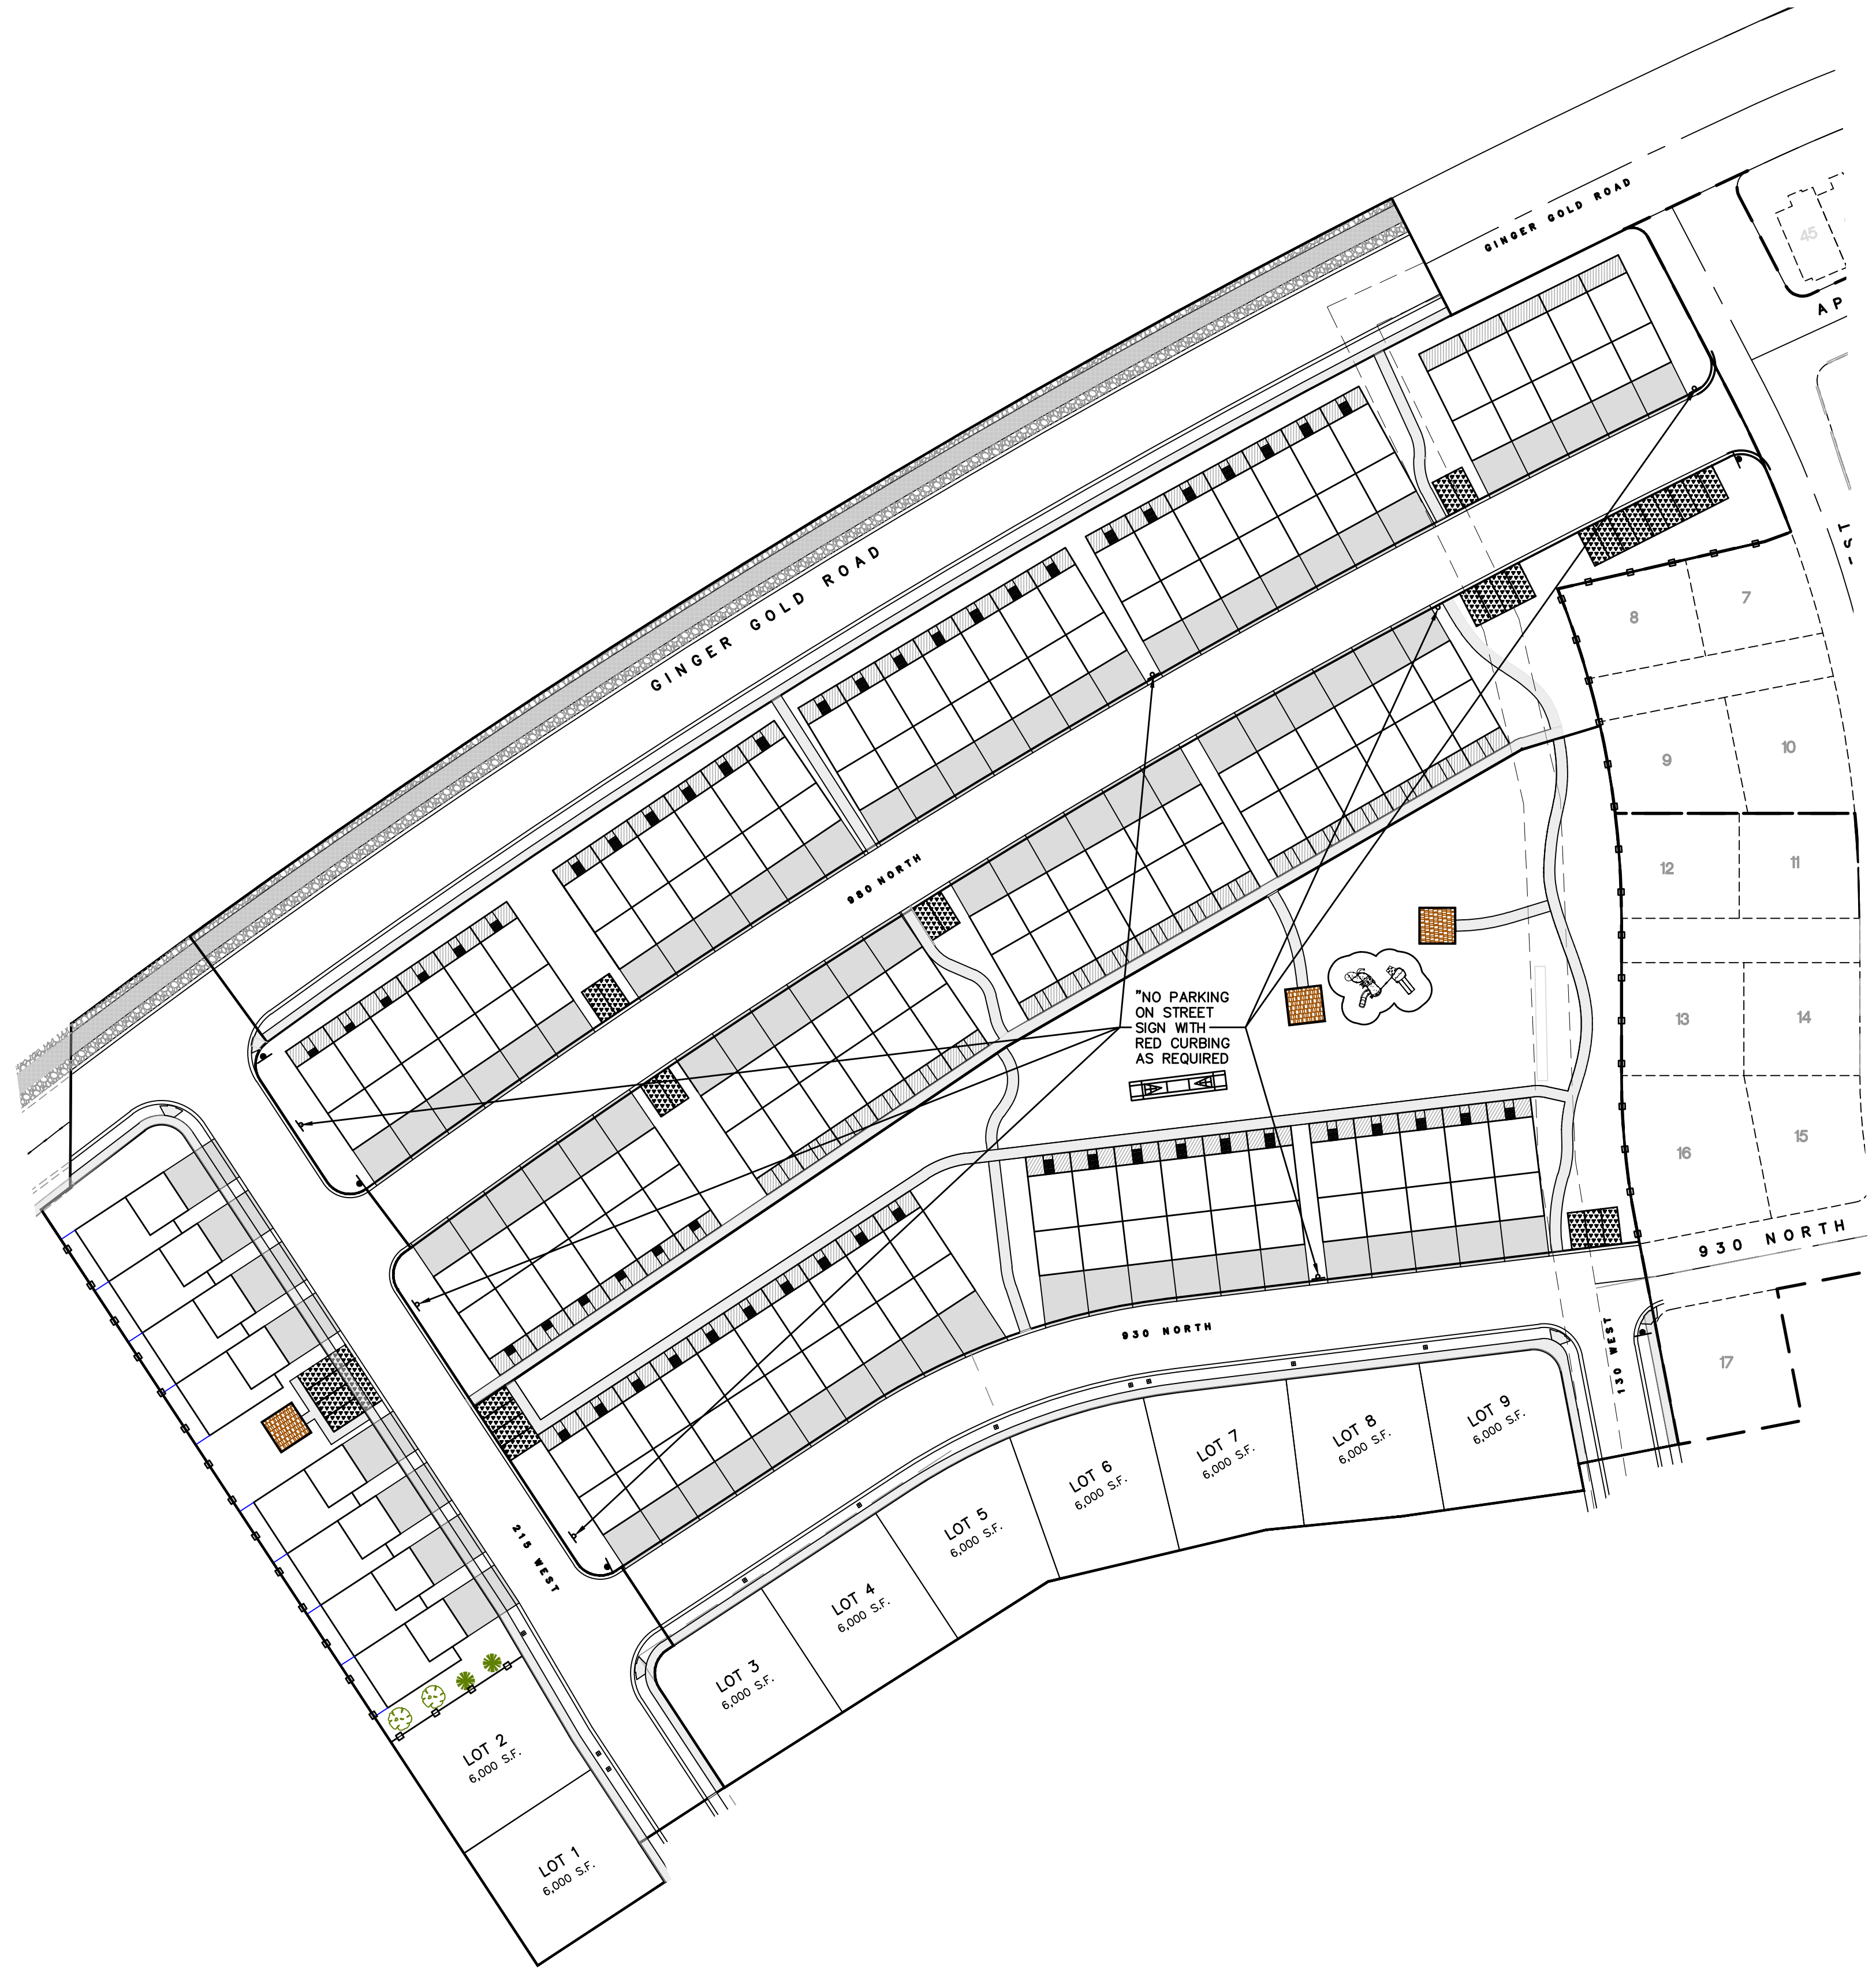 GINGER GOLD ROAD
45
AP
ST
8
7
GINGER GOLD ROAD
9
10
980 NORTH
12
11
"NO PARKING
ON STREET
SIGN WITH
RED CURBING
AS REQUIRED
13
14
16
15
930 NORTH
930 NORTH
130 WEST
17
LOT 9
6,000 S.F.
LOT 8
6,000 S.F.
LOT 7
6,000 S.F.
LOT 6
6,000 S.F.
LOT 5
6,000 S.F.
215 WEST
LOT 4
6,000 S.F.
LOT 3
6,000 S.F.
LOT 2
6,000 S.F.
LOT 1
6,000 S.F.